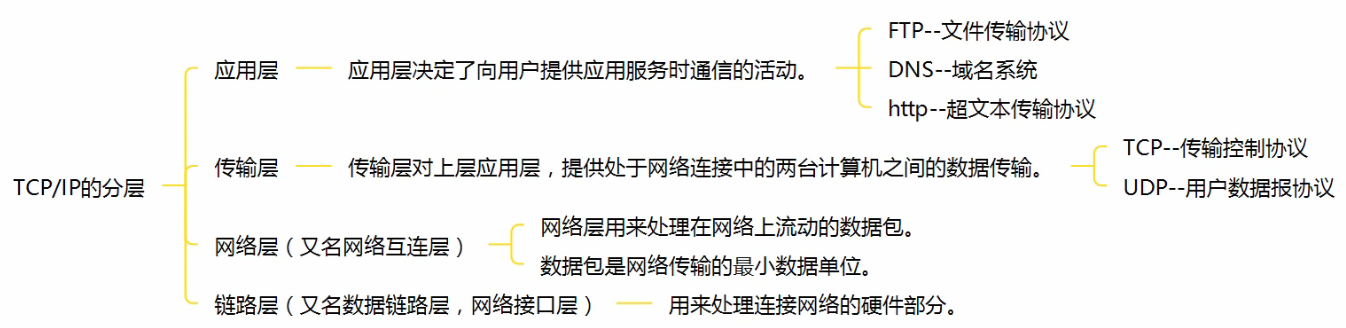 TCP/IP的分层
应用层
应用层决定了向用户提供应用服务时通信的活动。
FTP--文件传输协议
DNS--域名系统
http--超文本传输协议
传输层
传输层对上层应用层，提供处于网络连接中的两台计算机之间的数据传输。
TCP--传输控制协议
UDP--用户数据报协议
网络层（又名网络互连层）
网络层用来处理在网络上流动的数据包。
数据包是网络传输的最小数据单位。
链路层（又名数据链路层，网络接口层）
用来处理连接网络的硬件部分。